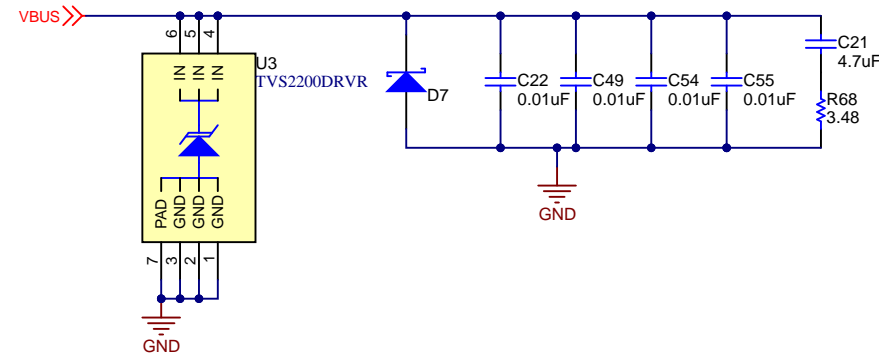 VBUS
6
5
4
IN
IN
IN
U3
TVS2200DRVR
PAD
GND
GND
GND
7
3
2
1
GND
D7
C22
0.01uF
C49
0.01uF
C54
0.01uF
C55
0.01uF
C21
4.7uF
R68
3.48
GND